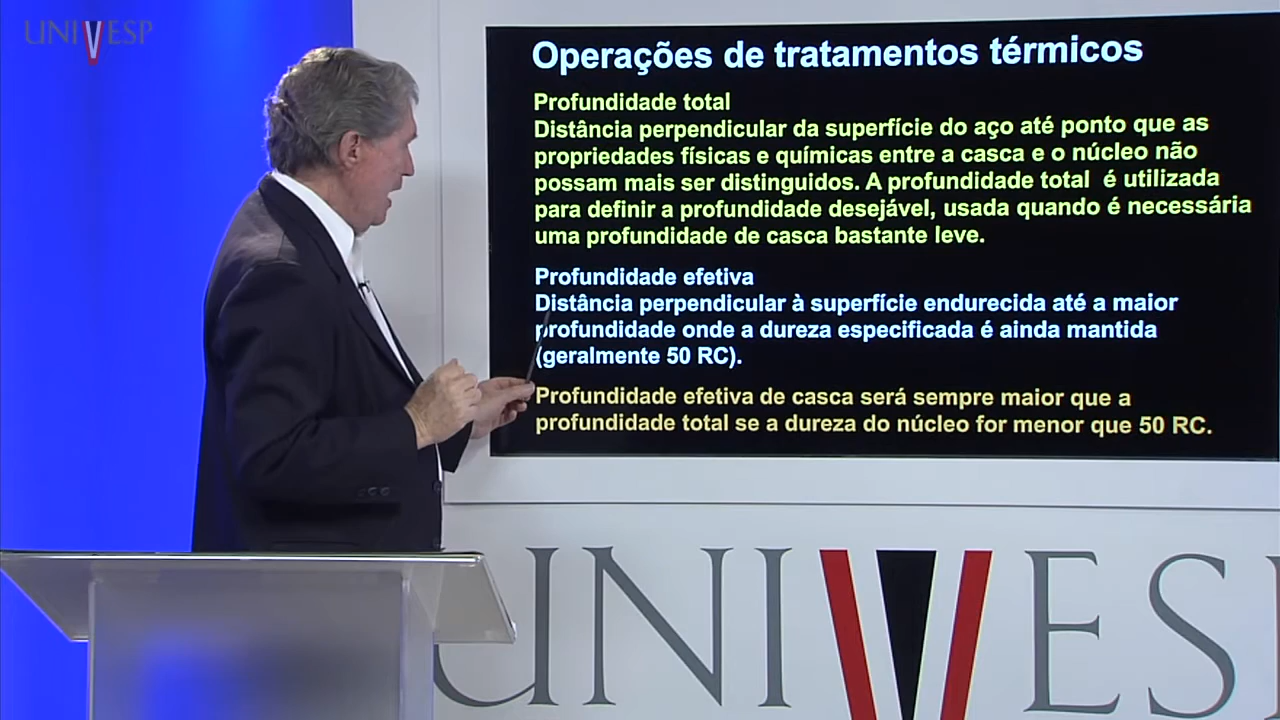 UNIVESP
Operações de tratamentos térmicos
Profundidade total
Distância perpendicular da superfície do aço até ponto que as
propriedades físicas e químicas entre a casca e o núcleo não
possam mais ser distinguidos. A profundidade total é utilizada
para definir a profundidade desejável, usada quando é necessária
uma profundidade de casca bastante leve.
Profundidade efetiva
Distância perpendicular à superfície endurecida até a maior
profundidade onde a dureza especificada é ainda mantida
(geralmente 50 RC).
Profundidade efetiva de casca será sempre maior que a
profundidade total se a dureza do núcleo for menor que 50 RC.
UNIVESP